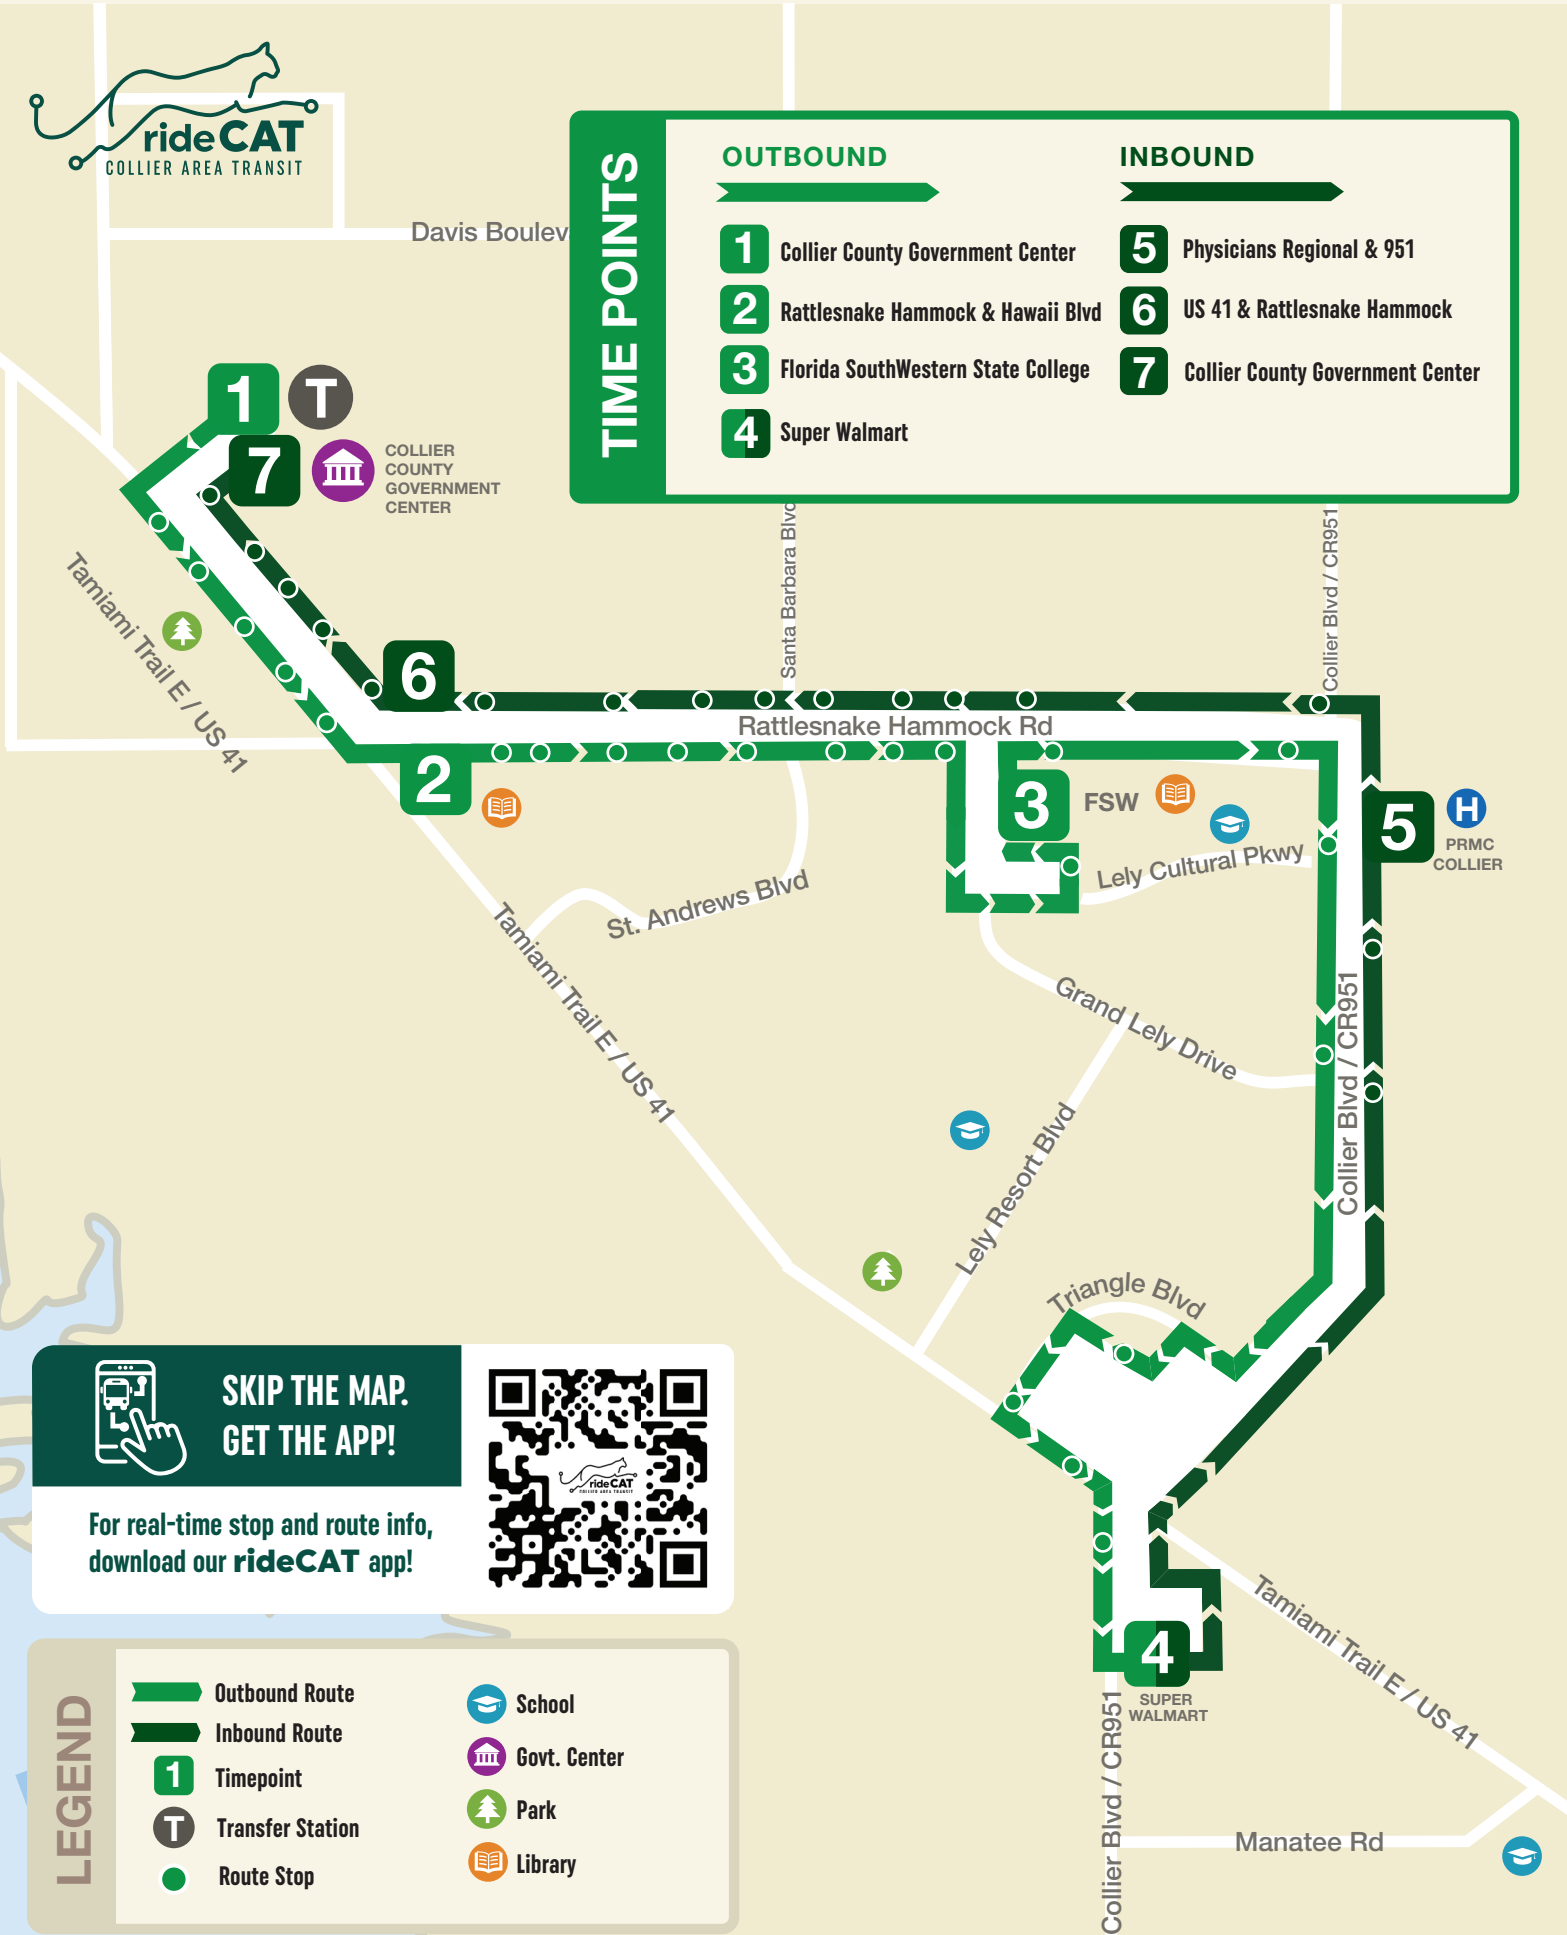 rideCAT
COLLIER AREA TRANSIT
Davis Boulev
TIME POINTS
OUTBOUND
1 Collier County Government Center
2 Rattlesnake Hammock & Hawaii Blvd
3 Florida SouthWestern State College
4 Super Walmart
INBOUND
5 Physicians Regional & 951
6 US 41 & Rattlesnake Hammock
7 Collier County Government Center
1 T
7
COLLIER
COUNTY
GOVERNMENT
CENTER
Santa Barbara Blvd
Collier Blvd / CR951
Tamiami Trail E / US 41
6
Rattlesnake Hammock Rd
2
3
FSW
5
H
PRMC
COLLIER
Lely Cultural Pkwy
St. Andrews Blvd
Tamiami Trail E / US 41
Grand Lely Drive
Collier Blvd / CR951
Lely Resort Blvd
Triangle Blvd
SKIP THE MAP.
GET THE APP!
For real-time stop and route info,
download our rideCAT app!
rideCAT
COLLIER AREA TRANSIT
4
SUPER
WALMART
Tamiami Trail E / US 41
Collier Blvd / CR951
Manatee Rd
LEGEND
Outbound Route
Inbound Route
1 Timepoint
T Transfer Station
Route Stop
School
Govt. Center
Park
Library